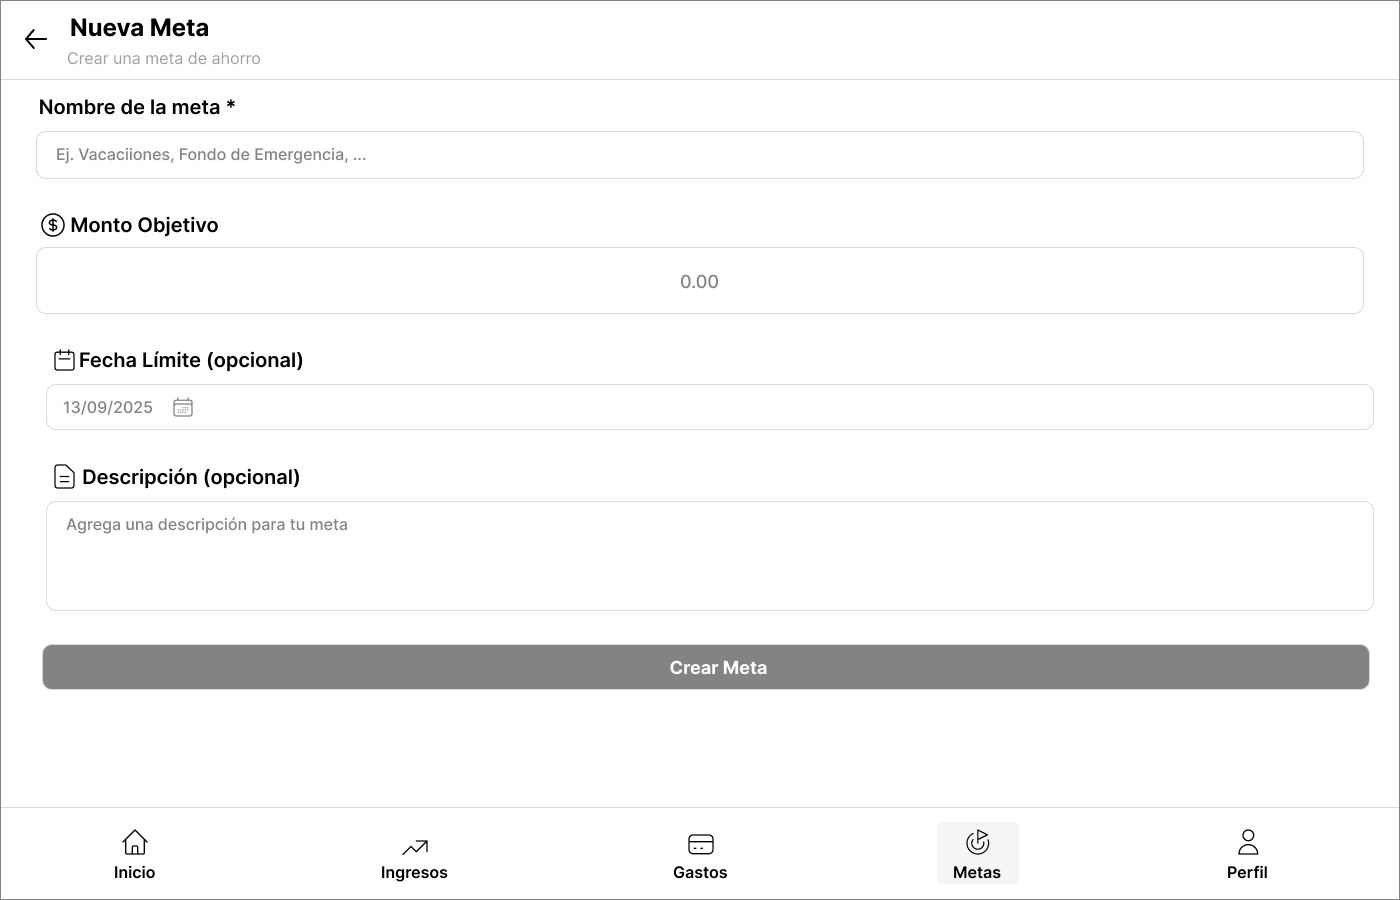 Nueva Meta
Crear una meta de ahorro
Nombre de la meta *
Ej. Vacaciiones, Fondo de Emergencia, ...
Monto Objetivo
0.00
Fecha Límite (opcional)
13/09/2025
Descripción (opcional)
Agrega una descripción para tu meta
Crear Meta
Inicio Ingresos Gastos Metas Perfil